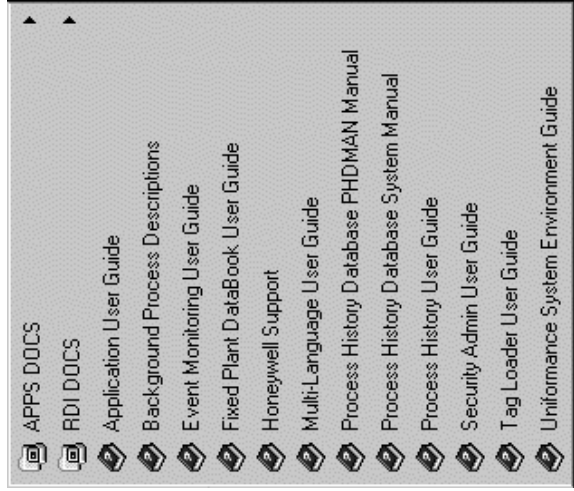 APPS DOCS
RDI DOCS
Application User Guide
Background Process Descriptions
Event Monitoring User Guide
Fixed Plant DataBook User Guide
Honeywell Support
Multi-Language User Guide
Process History Database PHDMAN Manual
Process History Database System Manual
Process History User Guide
Security Admin User Guide
Tag Loader User Guide
Uniformance System Environment Guide